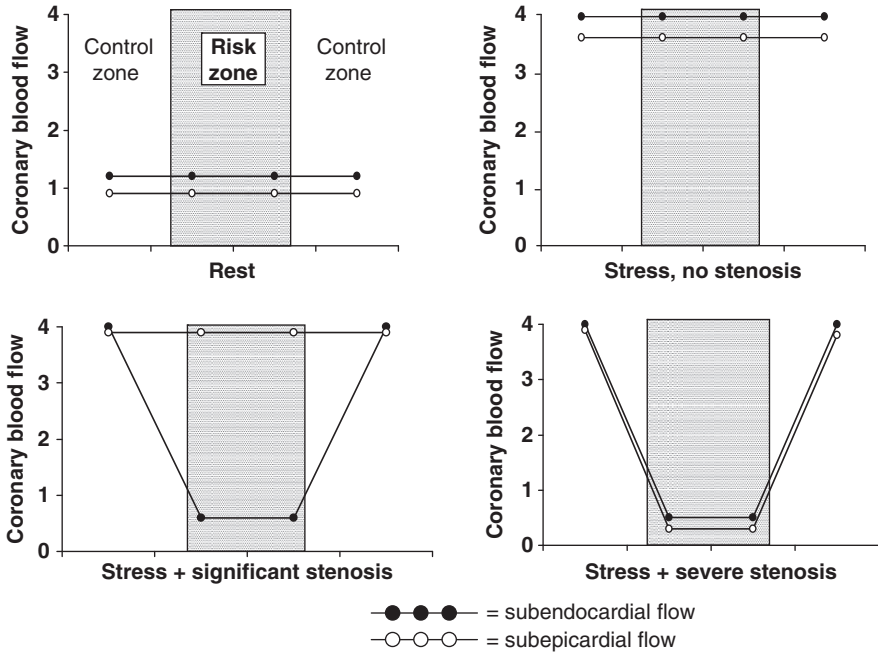 Coronary blood flow
4
3
2
1
0
Control
zone
Risk
zone
Control
zone
Rest
Coronary blood flow
4
3
2
1
0
Stress, no stenosis
Coronary blood flow
4
3
2
1
0
Stress + significant stenosis
Coronary blood flow
4
3
2
1
0
Stress + severe stenosis
= subendocardial flow
= subepicardial flow